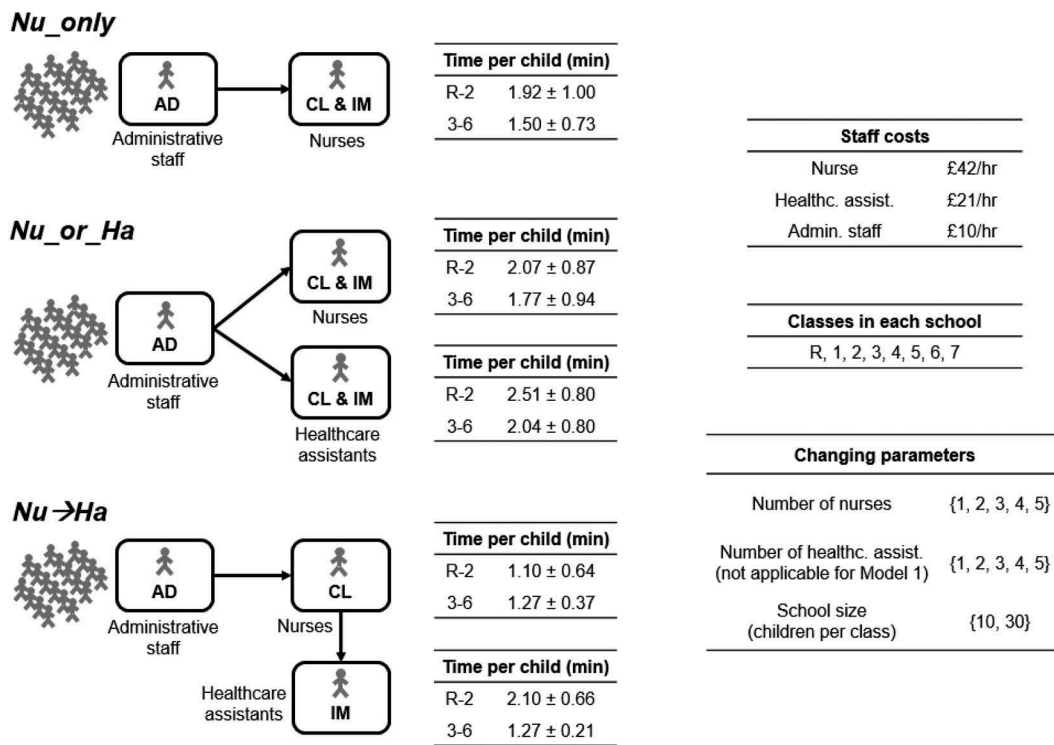 Nu_only
AD
Administrative
staff
CL & IM
Nurses
Time per child (min)
R-2 1.92 ± 1.00
3-6 1.50 ± 0.73
Nu_or_Ha
AD
Administrative
staff
CL & IM
Nurses
CL & IM
Healthcare
assistants
Time per child (min)
R-2 2.07 ± 0.87
3-6 1.77 ± 0.94
Time per child (min)
R-2 2.51 ± 0.80
3-6 2.04 ± 0.80
Nu→Ha
AD
Administrative
staff
CL
Nurses
Healthcare
assistants
IM
Time per child (min)
R-2 1.10 ± 0.64
3-6 1.27 ± 0.37
Time per child (min)
R-2 2.10 ± 0.66
3-6 1.27 ± 0.21
Staff costs
Nurse £42/hr
Healthc. assist. £21/hr
Admin. staff £10/hr
Classes in each school
R, 1, 2, 3, 4, 5, 6, 7
Changing parameters
Number of nurses {1, 2, 3, 4, 5}
Number of healthc. assist.
(not applicable for Model 1) {1, 2, 3, 4, 5}
School size
(children per class) {10, 30}